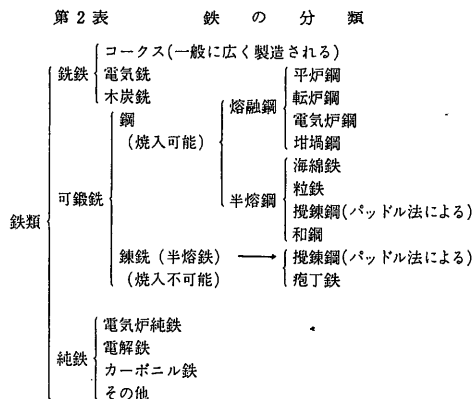 第2表 鉄の分類
コークス(一般に広く製造される)
銑鉄 電気銑
木炭銑
鋼 平炉鋼
(焼入可能) 熔融鋼 転炉鋼
電気炉鋼
坩堝鋼
海綿鉄
可鍛鉄 半熔鋼 粒鉄
攪錬鋼(パッドル法による)
鉄類 和鋼
錬鉄(半熔鉄) 攪錬鋼(パッドル法による)
(焼入不可能) 疱丁鉄
電気炉純鉄
純鉄 電解鉄
カーボニル鉄
その他